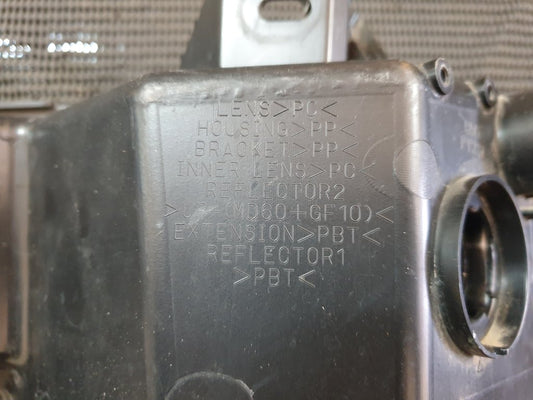 LENS>PC<
HOUSING>PP<
BRACKET>PP<
INNER LENS>PC<
REFLECTOR2
(MD60+GF10)<
EXTENSION>PBT<
REFLECTOR1
>PBT<